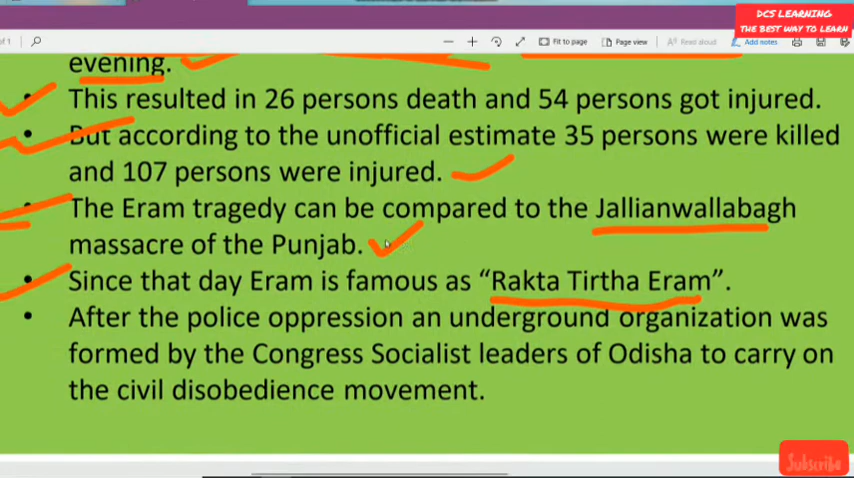 DCS LEARNING
THE BEST WAY TO LEARN
of 1
Fit to page
Page view
Read aloud
Add notes
evening.
• This resulted in 26 persons death and 54 persons got injured.
• But according to the unofficial estimate 35 persons were killed
and 107 persons were injured.
• The Eram tragedy can be compared to the Jallianwallabagh
massacre of the Punjab.
• Since that day Eram is famous as “Rakta Tirtha Eram”.
• After the police oppression an underground organization was
formed by the Congress Socialist leaders of Odisha to carry on
the civil disobedience movement.
Subscribe